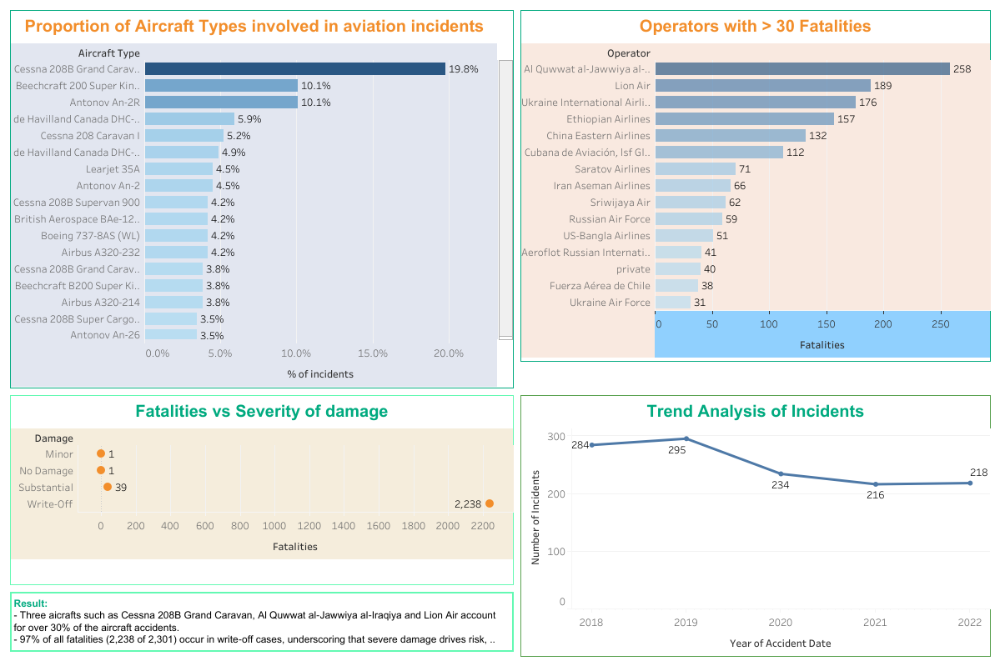 Proportion of Aircraft Types involved in aviation incidents
Aircraft Type
Cessna 208B Grand Carav.. 19.8%
Beechcraft 200 Super Kin.. 10.1%
Antonov An-2R 10.1%
de Havilland Canada DHC-.. 5.9%
Cessna 208 Caravan I 5.2%
de Havilland Canada DHC-.. 4.9%
Learjet 35A 4.5%
Antonov An-2 4.5%
Cessna 208B Supervan 900 4.2%
British Aerospace BAe-12.. 4.2%
Boeing 737-8AS (WL) 4.2%
Airbus A320-232 4.2%
Cessna 208B Grand Carav.. 3.8%
Beechcraft B200 Super Ki.. 3.8%
Airbus A320-214 3.8%
Cessna 208B Super Cargo.. 3.5%
Antonov An-26 3.5%
0.0% 5.0% 10.0% 15.0% 20.0%
% of incidents
Operators with > 30 Fatalities
Operator
Al Quwwat al-Jawwiya al-.. 258
Lion Air 189
Ukraine International Airli.. 176
Ethiopian Airlines 157
China Eastern Airlines 132
Cubana de Aviación, lsf Gl.. 112
Saratov Airlines 71
Iran Aseman Airlines 66
Sriwijaya Air 62
Russian Air Force 59
US-Bangla Airlines 51
Aeroflot Russian Internati.. 41
private 40
Fuerza Aérea de Chile 38
Ukraine Air Force 31
0 50 100 150 200 250
Fatalities
Fatalities vs Severity of damage
Damage
Minor 1
No Damage 1
Substantial 39
Write-Off 2,238
0 200 400 600 800 1000 1200 1400 1600 1800 2000 2200
Fatalities
Result:
- Three aicrafts such as Cessna 208B Grand Caravan, Al Quwwat al-Jawwiya al-Iraqiya and Lion Air account
for over 30% of the aircraft accidents.
- 97% of all fatalities (2,238 of 2,301) occur in write-off cases, underscoring that severe damage drives risk, ..
Trend Analysis of Incidents
Number of Incidents
300
200
100
0
284
295
234
216
218
2018 2019 2020 2021 2022
Year of Accident Date